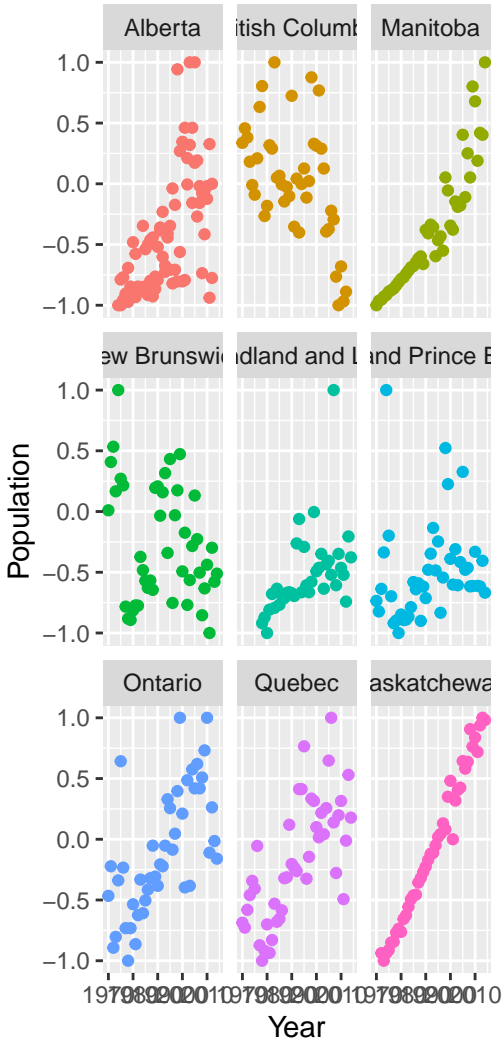 Alberta
itish Columb
Manitoba
1.0
0.5
0.0
−0.5
−1.0
ew Brunswic
ndland and L
and Prince E
1.0
0.5
0.0
−0.5
−1.0
Ontario
Quebec
askatchewa
1.0
0.5
0.0
−0.5
−1.0
Population
Year